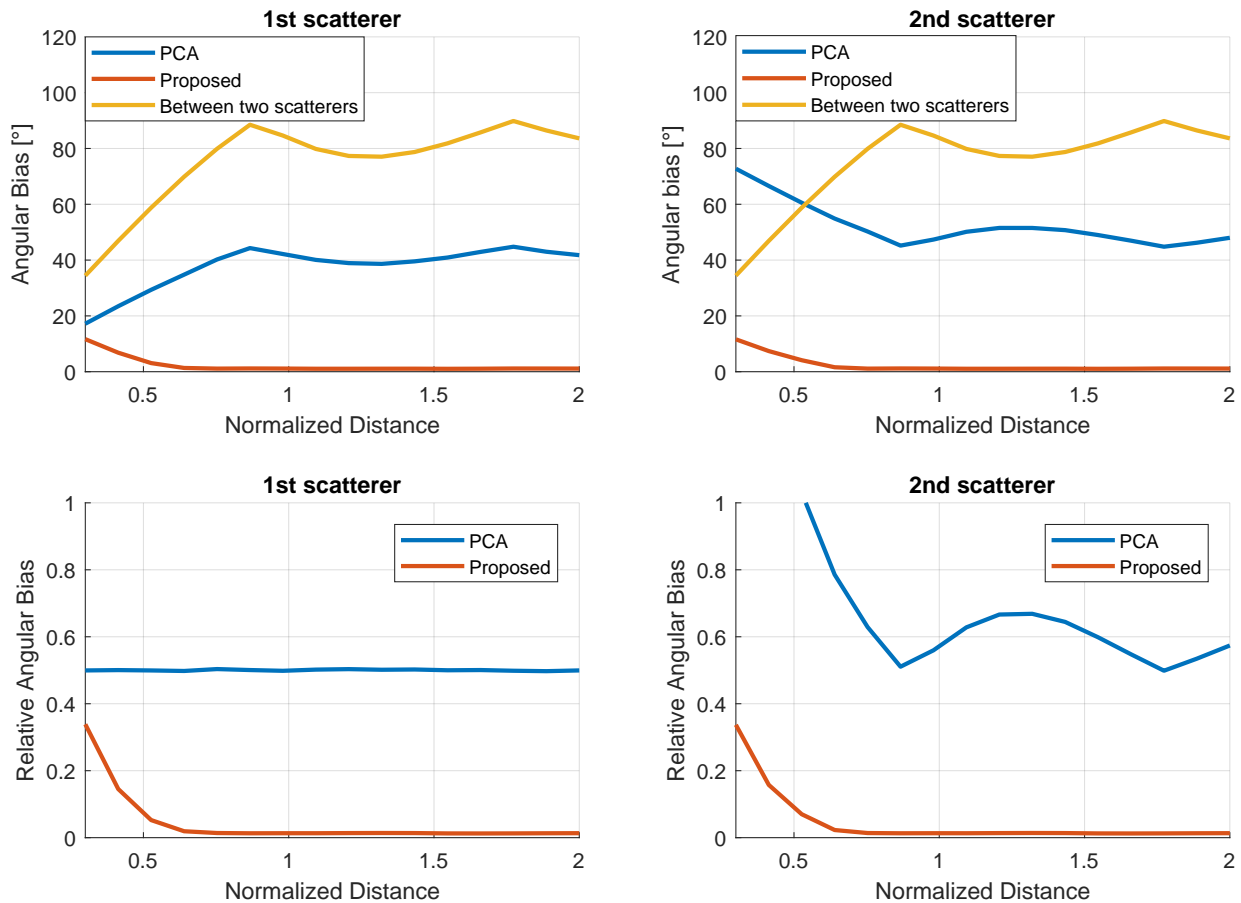 1st scatterer
120
100
80
60
40
20
0
Angular Bias [°]
PCA
Proposed
Between two scatterers
0.5
1
1.5
2
Normalized Distance
2nd scatterer
120
100
80
60
40
20
0
Angular bias [°]
PCA
Proposed
Between two scatterers
0.5
1
1.5
2
Normalized Distance
1st scatterer
1
0.8
0.6
0.4
0.2
0
Relative Angular Bias
PCA
Proposed
0.5
1
1.5
2
Normalized Distance
2nd scatterer
1
0.8
0.6
0.4
0.2
0
Relative Angular Bias
PCA
Proposed
0.5
1
1.5
2
Normalized Distance